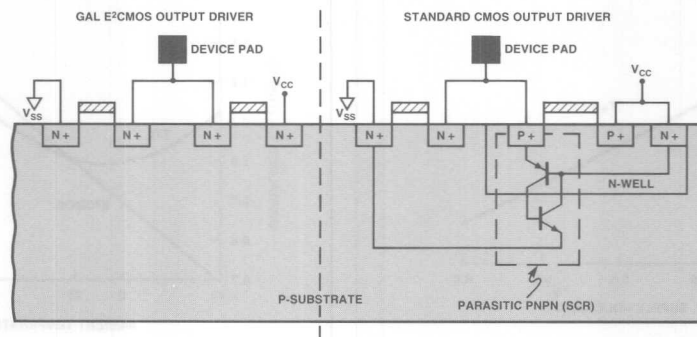 GAL E²CMOS OUTPUT DRIVER
STANDARD CMOS OUTPUT DRIVER
DEVICE PAD
DEVICE PAD
VCC
VCC
VSS
VSS
N+
N+
N+
N+
N+
N+
P+
P+
N+
N-WELL
P-SUBSTRATE
PARASITIC PNPN (SCR)